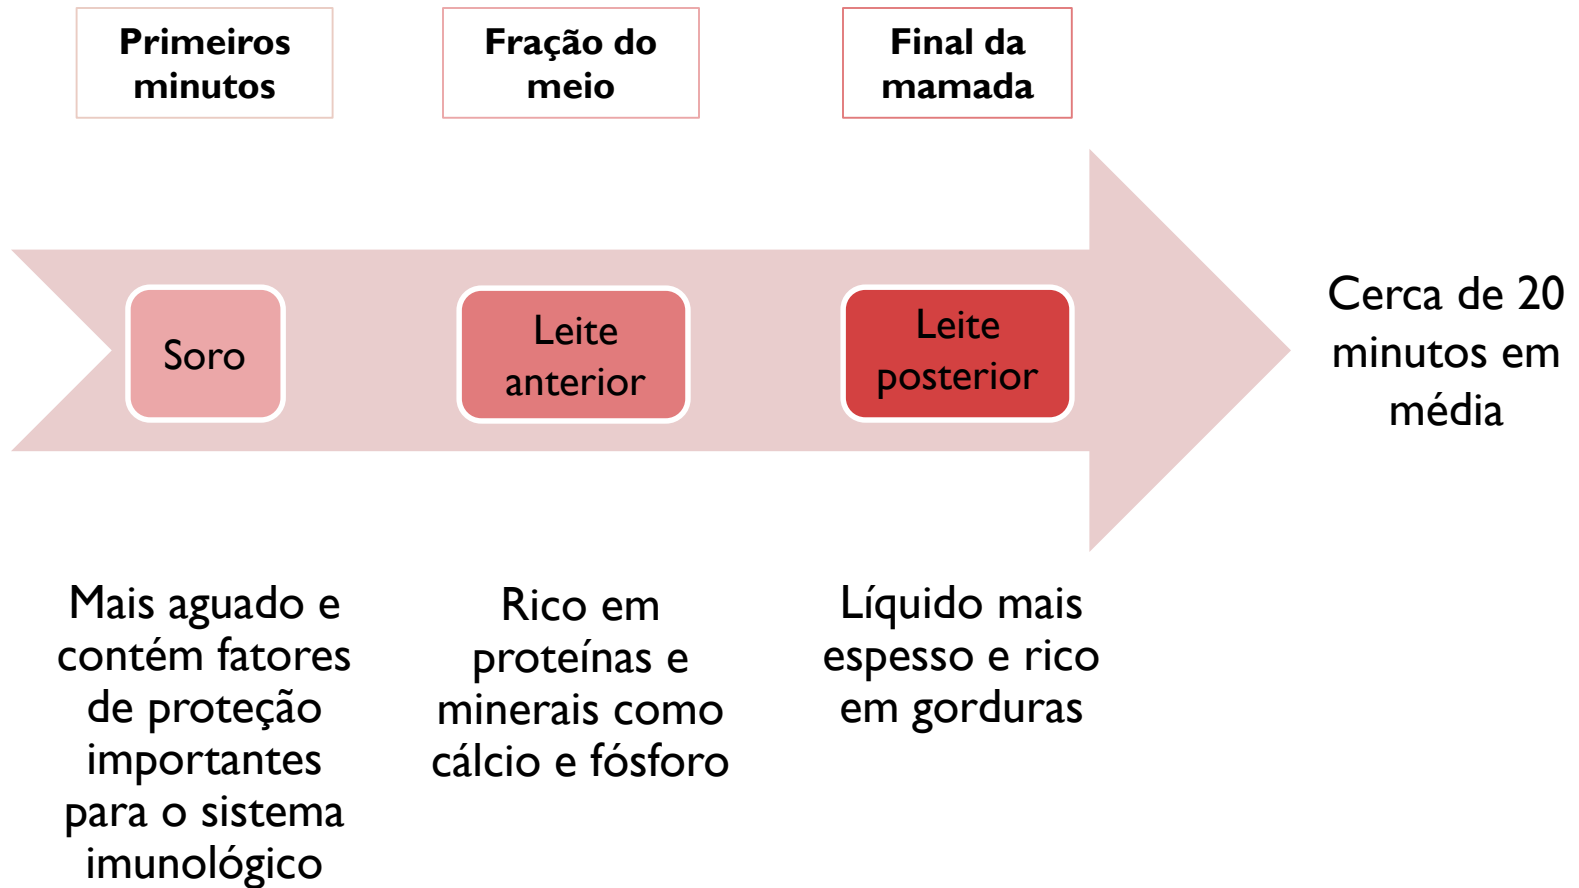 Primeiros
minutos
Fração do
meio
Final da
mamada
Soro
Leite
anterior
Leite
posterior
Cerca de 20
minutos em
média
Mais aguado e
contém fatores
de proteção
importantes
para o sistema
imunológico
Rico em
proteínas e
minerais como
cálcio e fósforo
Líquido mais
espesso e rico
em gorduras